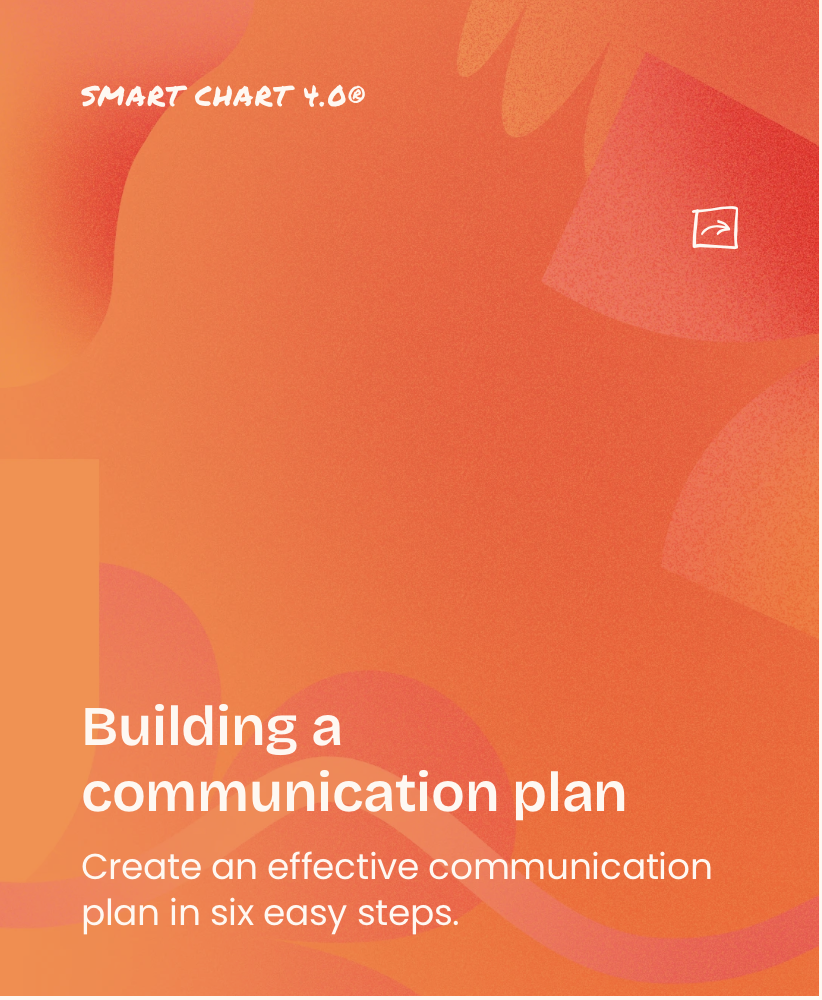 SMART CHART 4.0®
Building a
communication plan
Create an effective communication
plan in six easy steps.